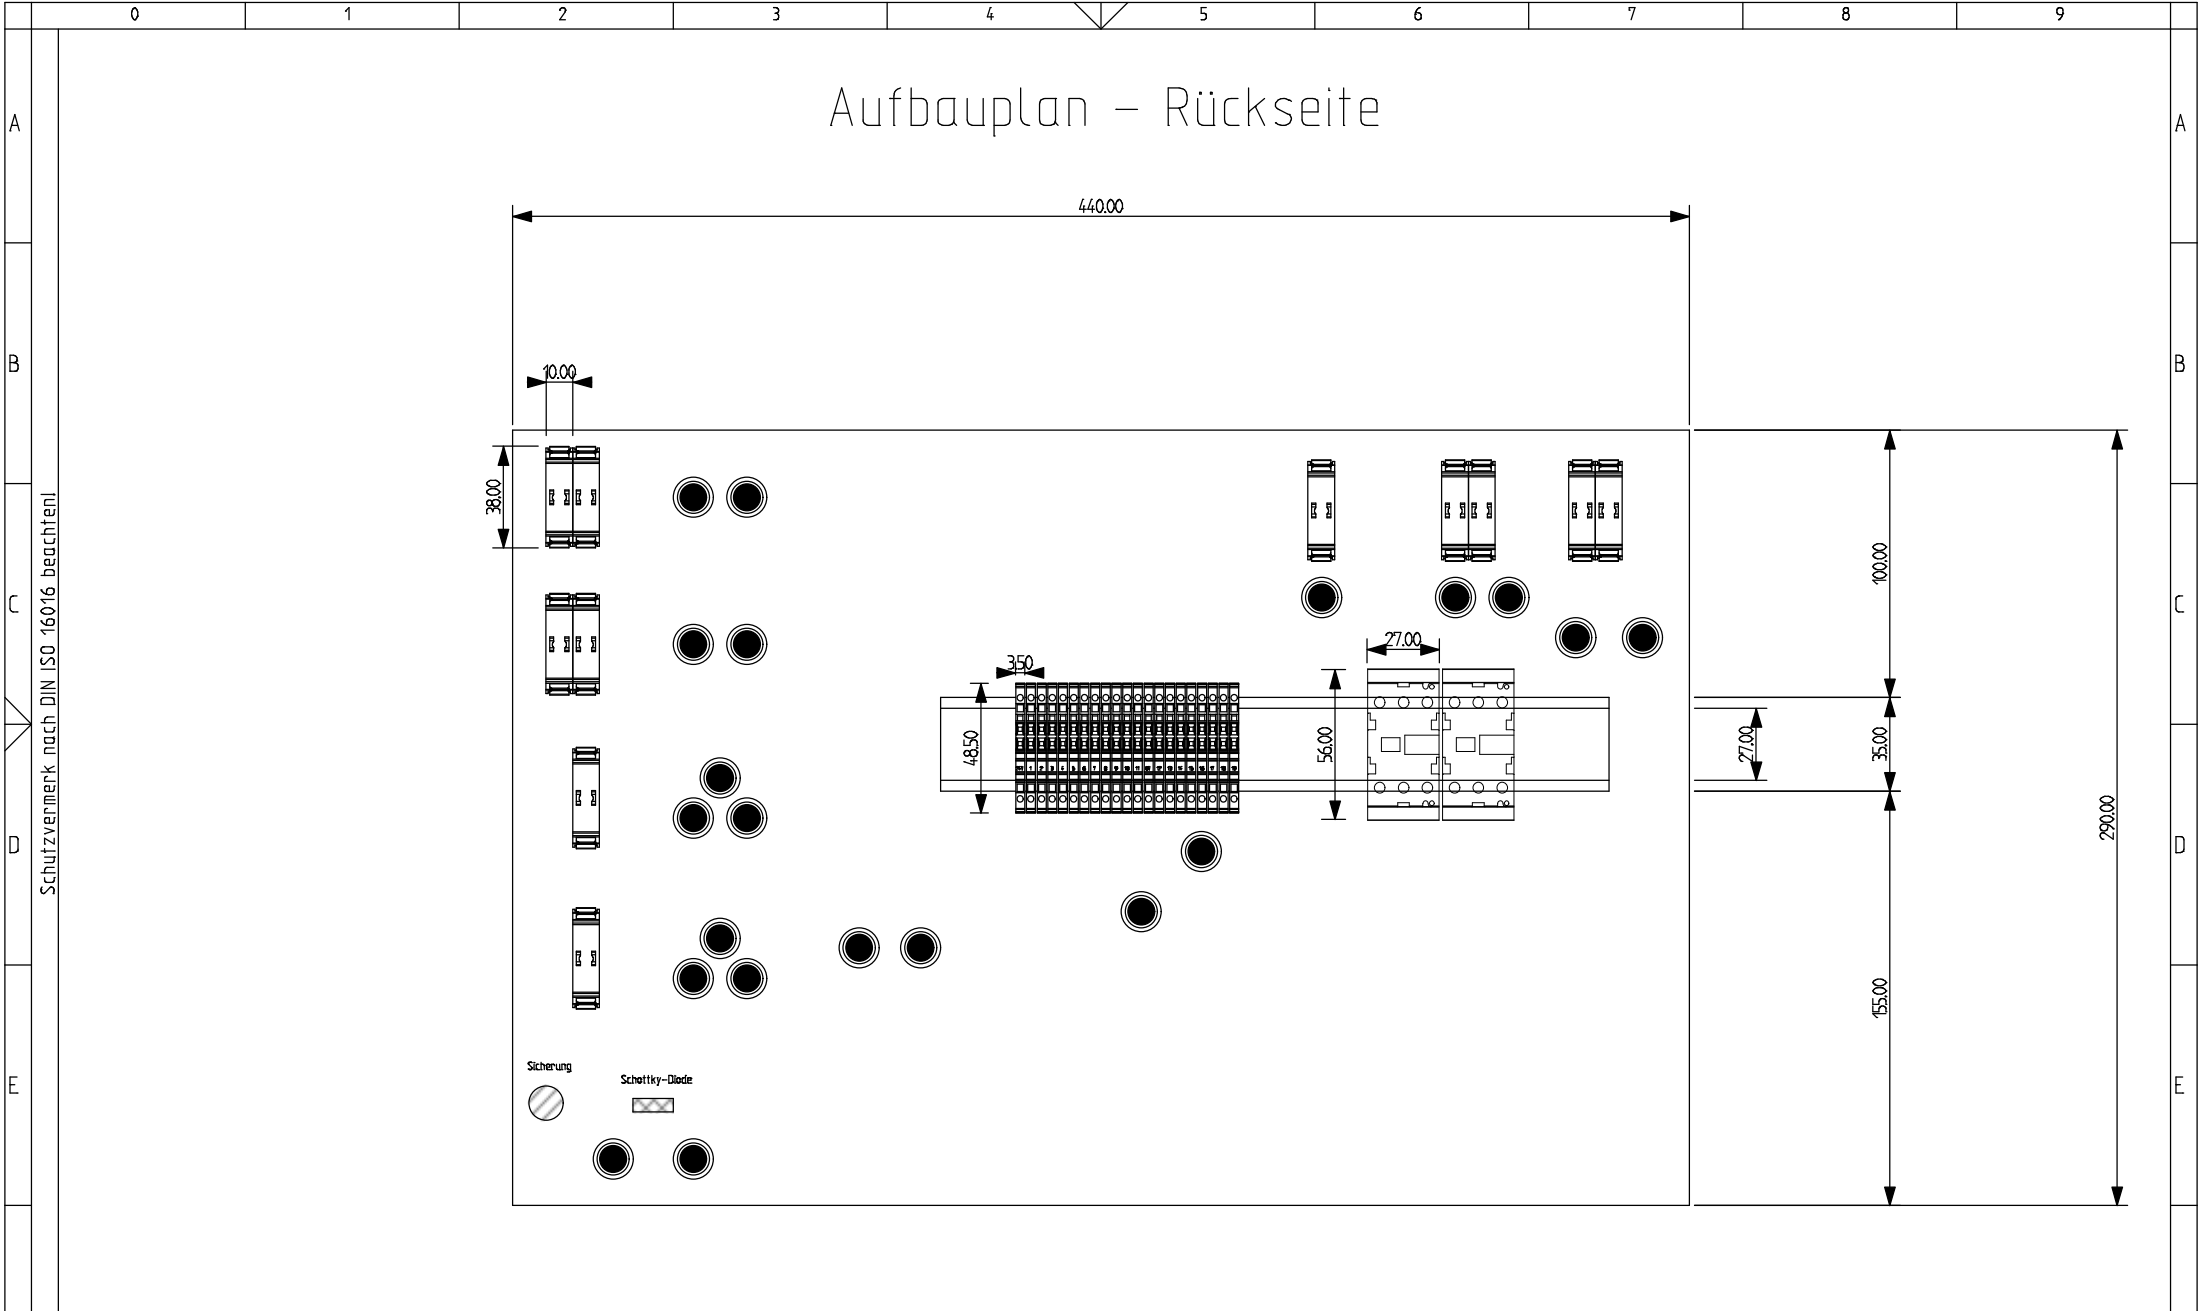 0 1 2 3 4 5 6 7 8 9
Aufbauplan - Rückseite
A A
440.00
B B
10.00
38.00
Schutzvermerk nach DIN ISO 16016 beachten!
C C
100.00
27.00
3.50
48.50
56.00
27.00
35.00
290.00
D D
155.00
Sicherung
Schottky-Diode
E E